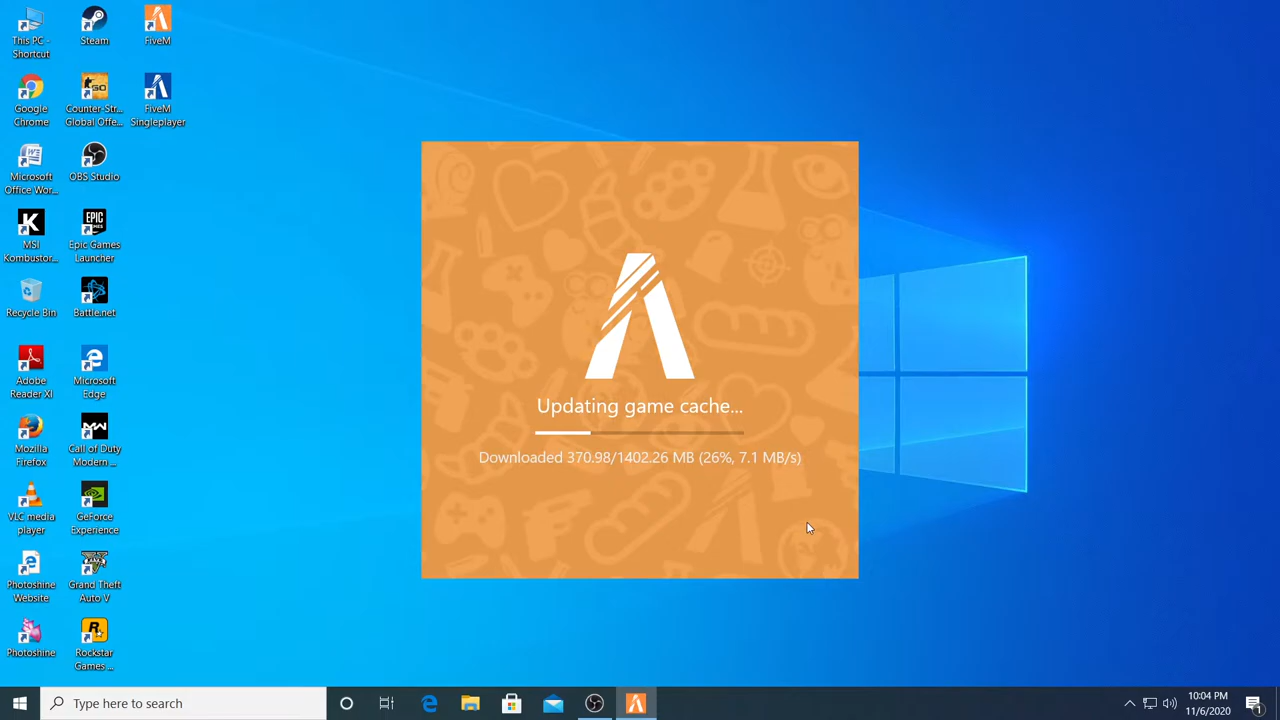 This PC -
Shortcut
Steam
FiveM
Google
Chrome
Counter-Str...
Global Offe...
FiveM
Singleplayer
Microsoft
Office Wor...
OBS Studio
MSI
Kombustor...
Epic Games
Launcher
Recycle Bin
Battle.net
Adobe
Reader XI
Microsoft
Edge
Mozilla
Firefox
Call of Duty
Modern ...
VLC media
player
GeForce
Experience
Photoshine
Website
Grand Theft
Auto V
Photoshine
Rockstar
Games ...
Updating game cache...
Downloaded 370.98/1402.26 MB (26%, 7.1 MB/s)
Type here to search
10:04 PM
11/6/2020
1